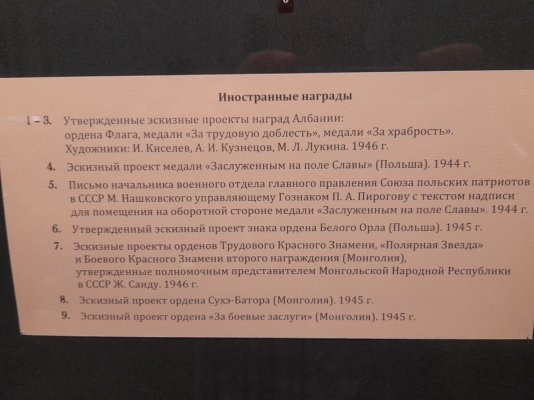 Иностранные награды
1 – 3. Утвержденные эскизные проекты наград Албании:
ордена Флага, медали «За трудовую доблесть», медали «За храбрость».
Художники: И. Киселев, А. И. Кузнецов, М. Л. Лукина. 1946 г.
4. Эскизный проект медали «Заслуженным на поле Славы» (Польша). 1944 г.
5. Письмо начальника военного отдела главного правления Союза польских патриотов
в СССР М. Нашковского управляющему Гознаком П. А. Пирогову с текстом надписи
для помещения на оборотной стороне медали «Заслуженным на поле Славы». 1944 г.
6. Утвержденный эскизный проект знака ордена Белого Орла (Польша). 1945 г.
7. Эскизные проекты орденов Трудового Красного Знамени, «Полярная Звезда»
и Боевого Красного Знамени второго награждения (Монголия),
утвержденные полномочным представителем Монгольской Народной Республики
в СССР Ж. Санду. 1946 г.
8. Эскизный проект ордена Сухэ-Батора (Монголия). 1945 г.
9. Эскизный проект ордена «За боевые заслуги» (Монголия). 1945 г.